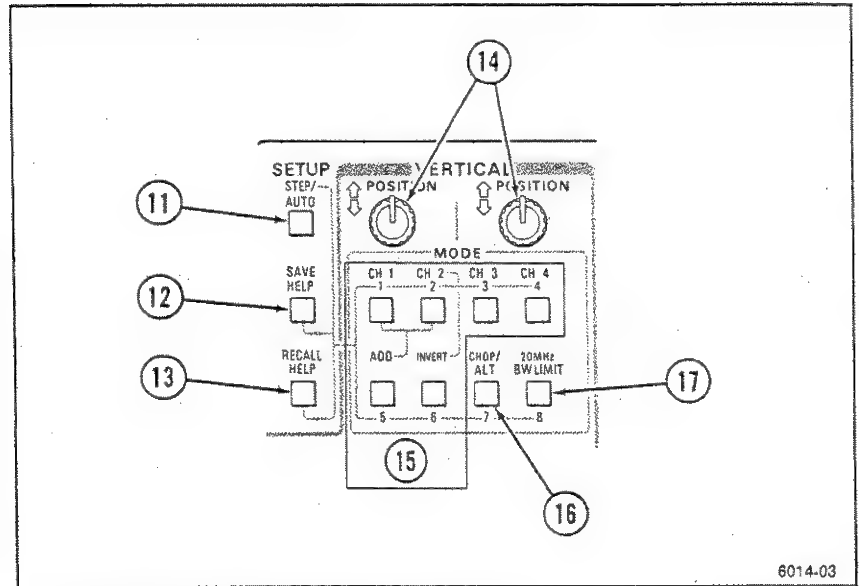 14
SETUP VERTICAL
STEP/
AUTO
POSITION POSITION
11
MODE
SAVE
HELP
CH 1 CH 2 CH 3 CH 4
1 2 3 4
12
RECALL
HELP
ADD INVERT CHOP/
ALT 20MHz
BW LIMIT
13
17
5 6 7 8
15
16
6014-03